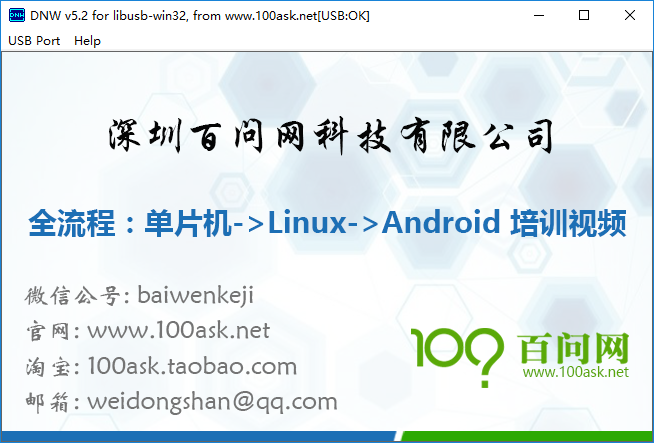 DNW v5.2 for libusb-win32, from www.100ask.net[USB:OK]
USB Port Help
深圳百问网科技有限公司
全流程：单片机->Linux->Android 培训视频
微信公号: baiwenkeji
官网: www.100ask.net
淘宝: 100ask.taobao.com
邮箱: weidongshan@qq.com
100 百问网
www.100ask.net